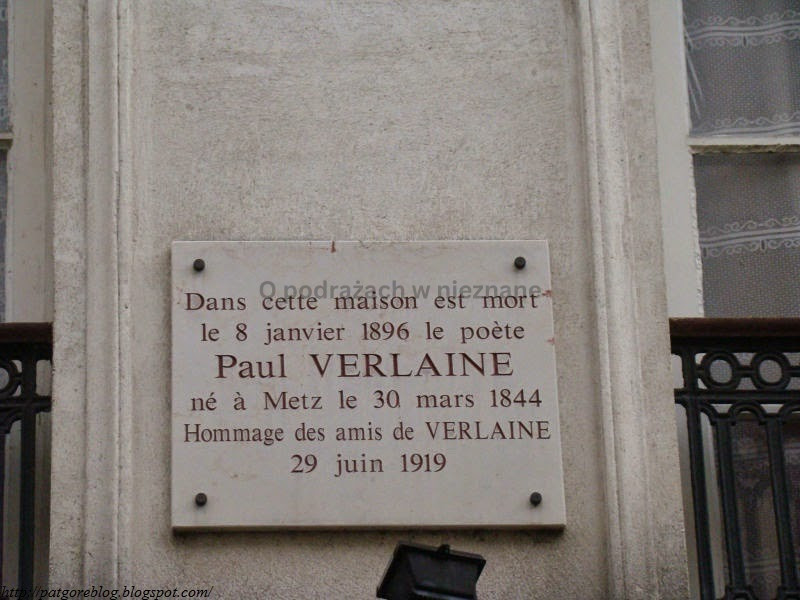 O podrażach w nieznane
Dans cette maison est mort
le 8 janvier 1896 le poète
Paul VERLAINE
né à Metz le 30 mars 1844
Hommage des amis de VERLAINE
29 juin 1919
http://patgoreblog.blogspot.com/